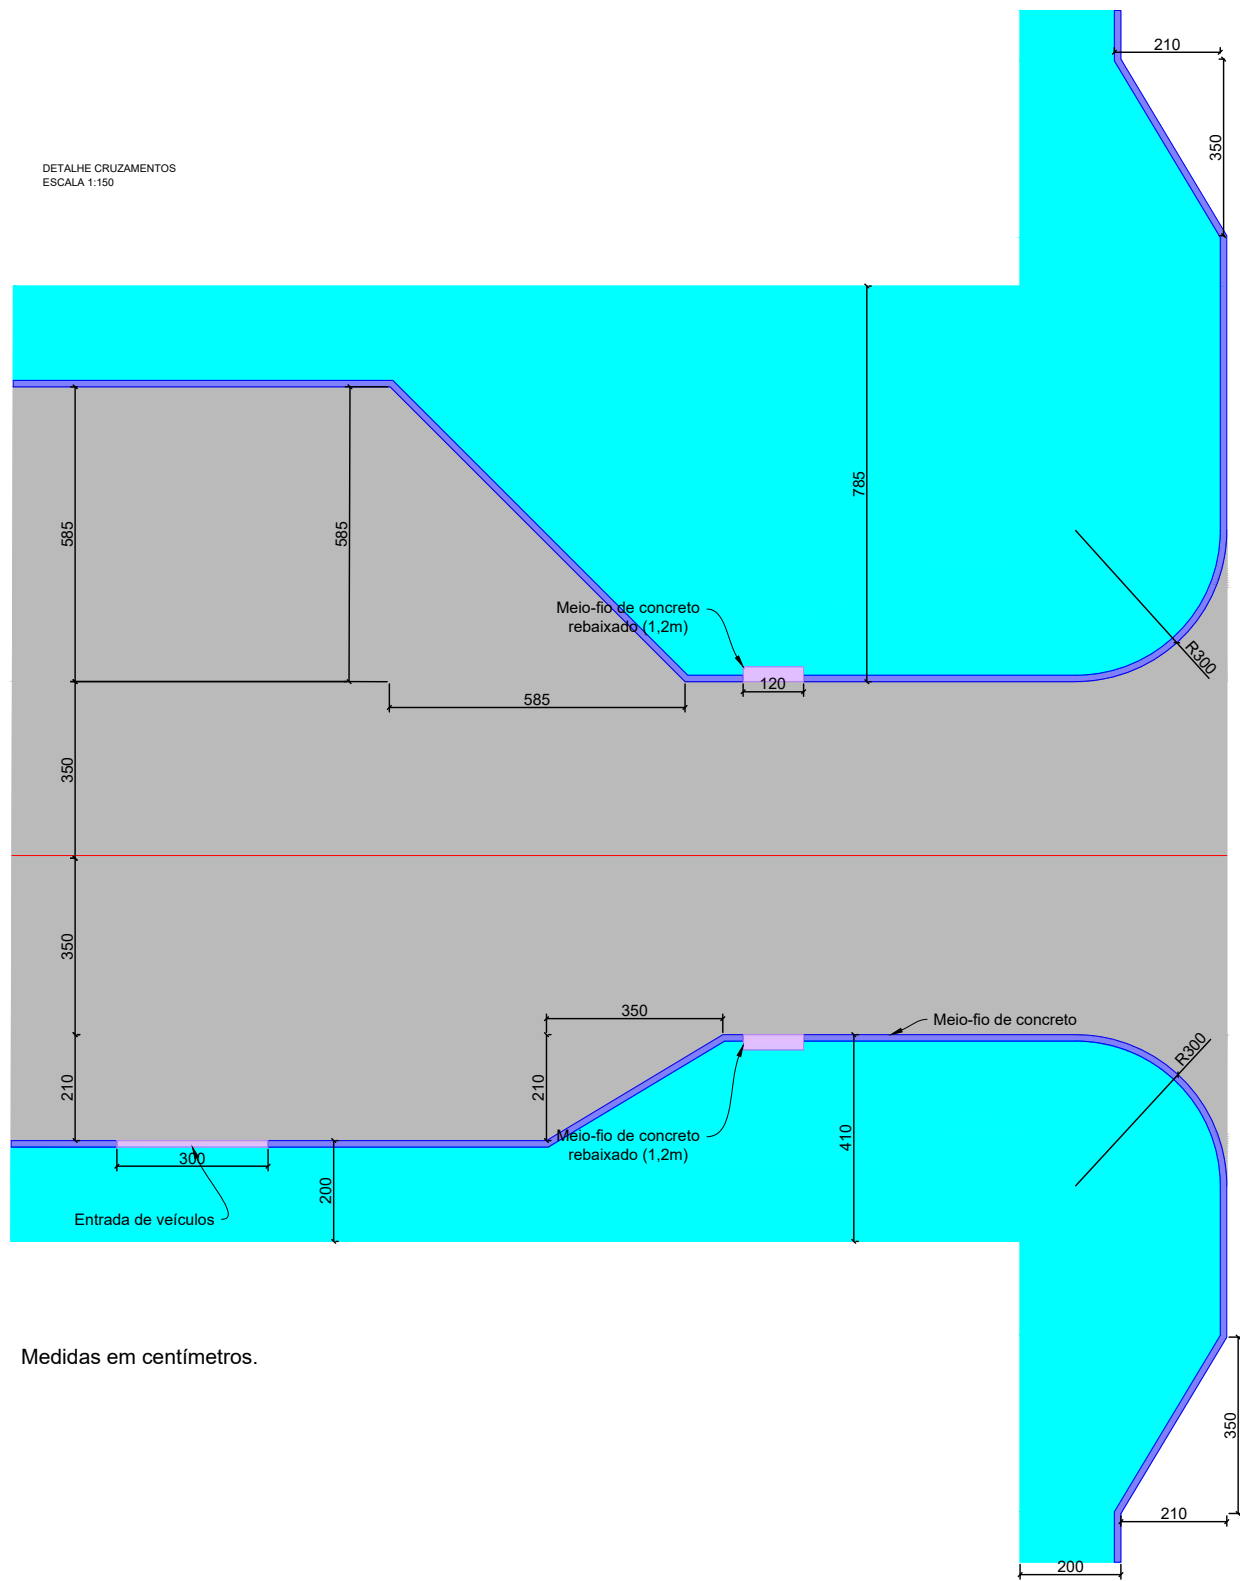 210
350
DETALHE CRUZAMENTOS
ESCALA 1:150
785
585
585
Meio-fio de concreto
rebaixado (1,2m)
R300
120
585
350
350
350
Meio-fio de concreto
R300
210
210
410
Meio-fio de concreto
rebaixado (1,2m)
300
200
Entrada de veículos
Medidas em centímetros.
350
210
200